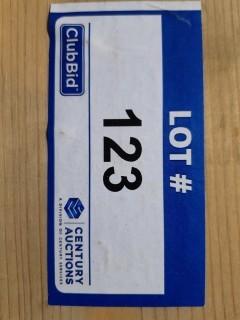 LOT #
123
ClubBid
CENTURY
AUCTIONS
A DIVISION OF CENTURY SERVICES